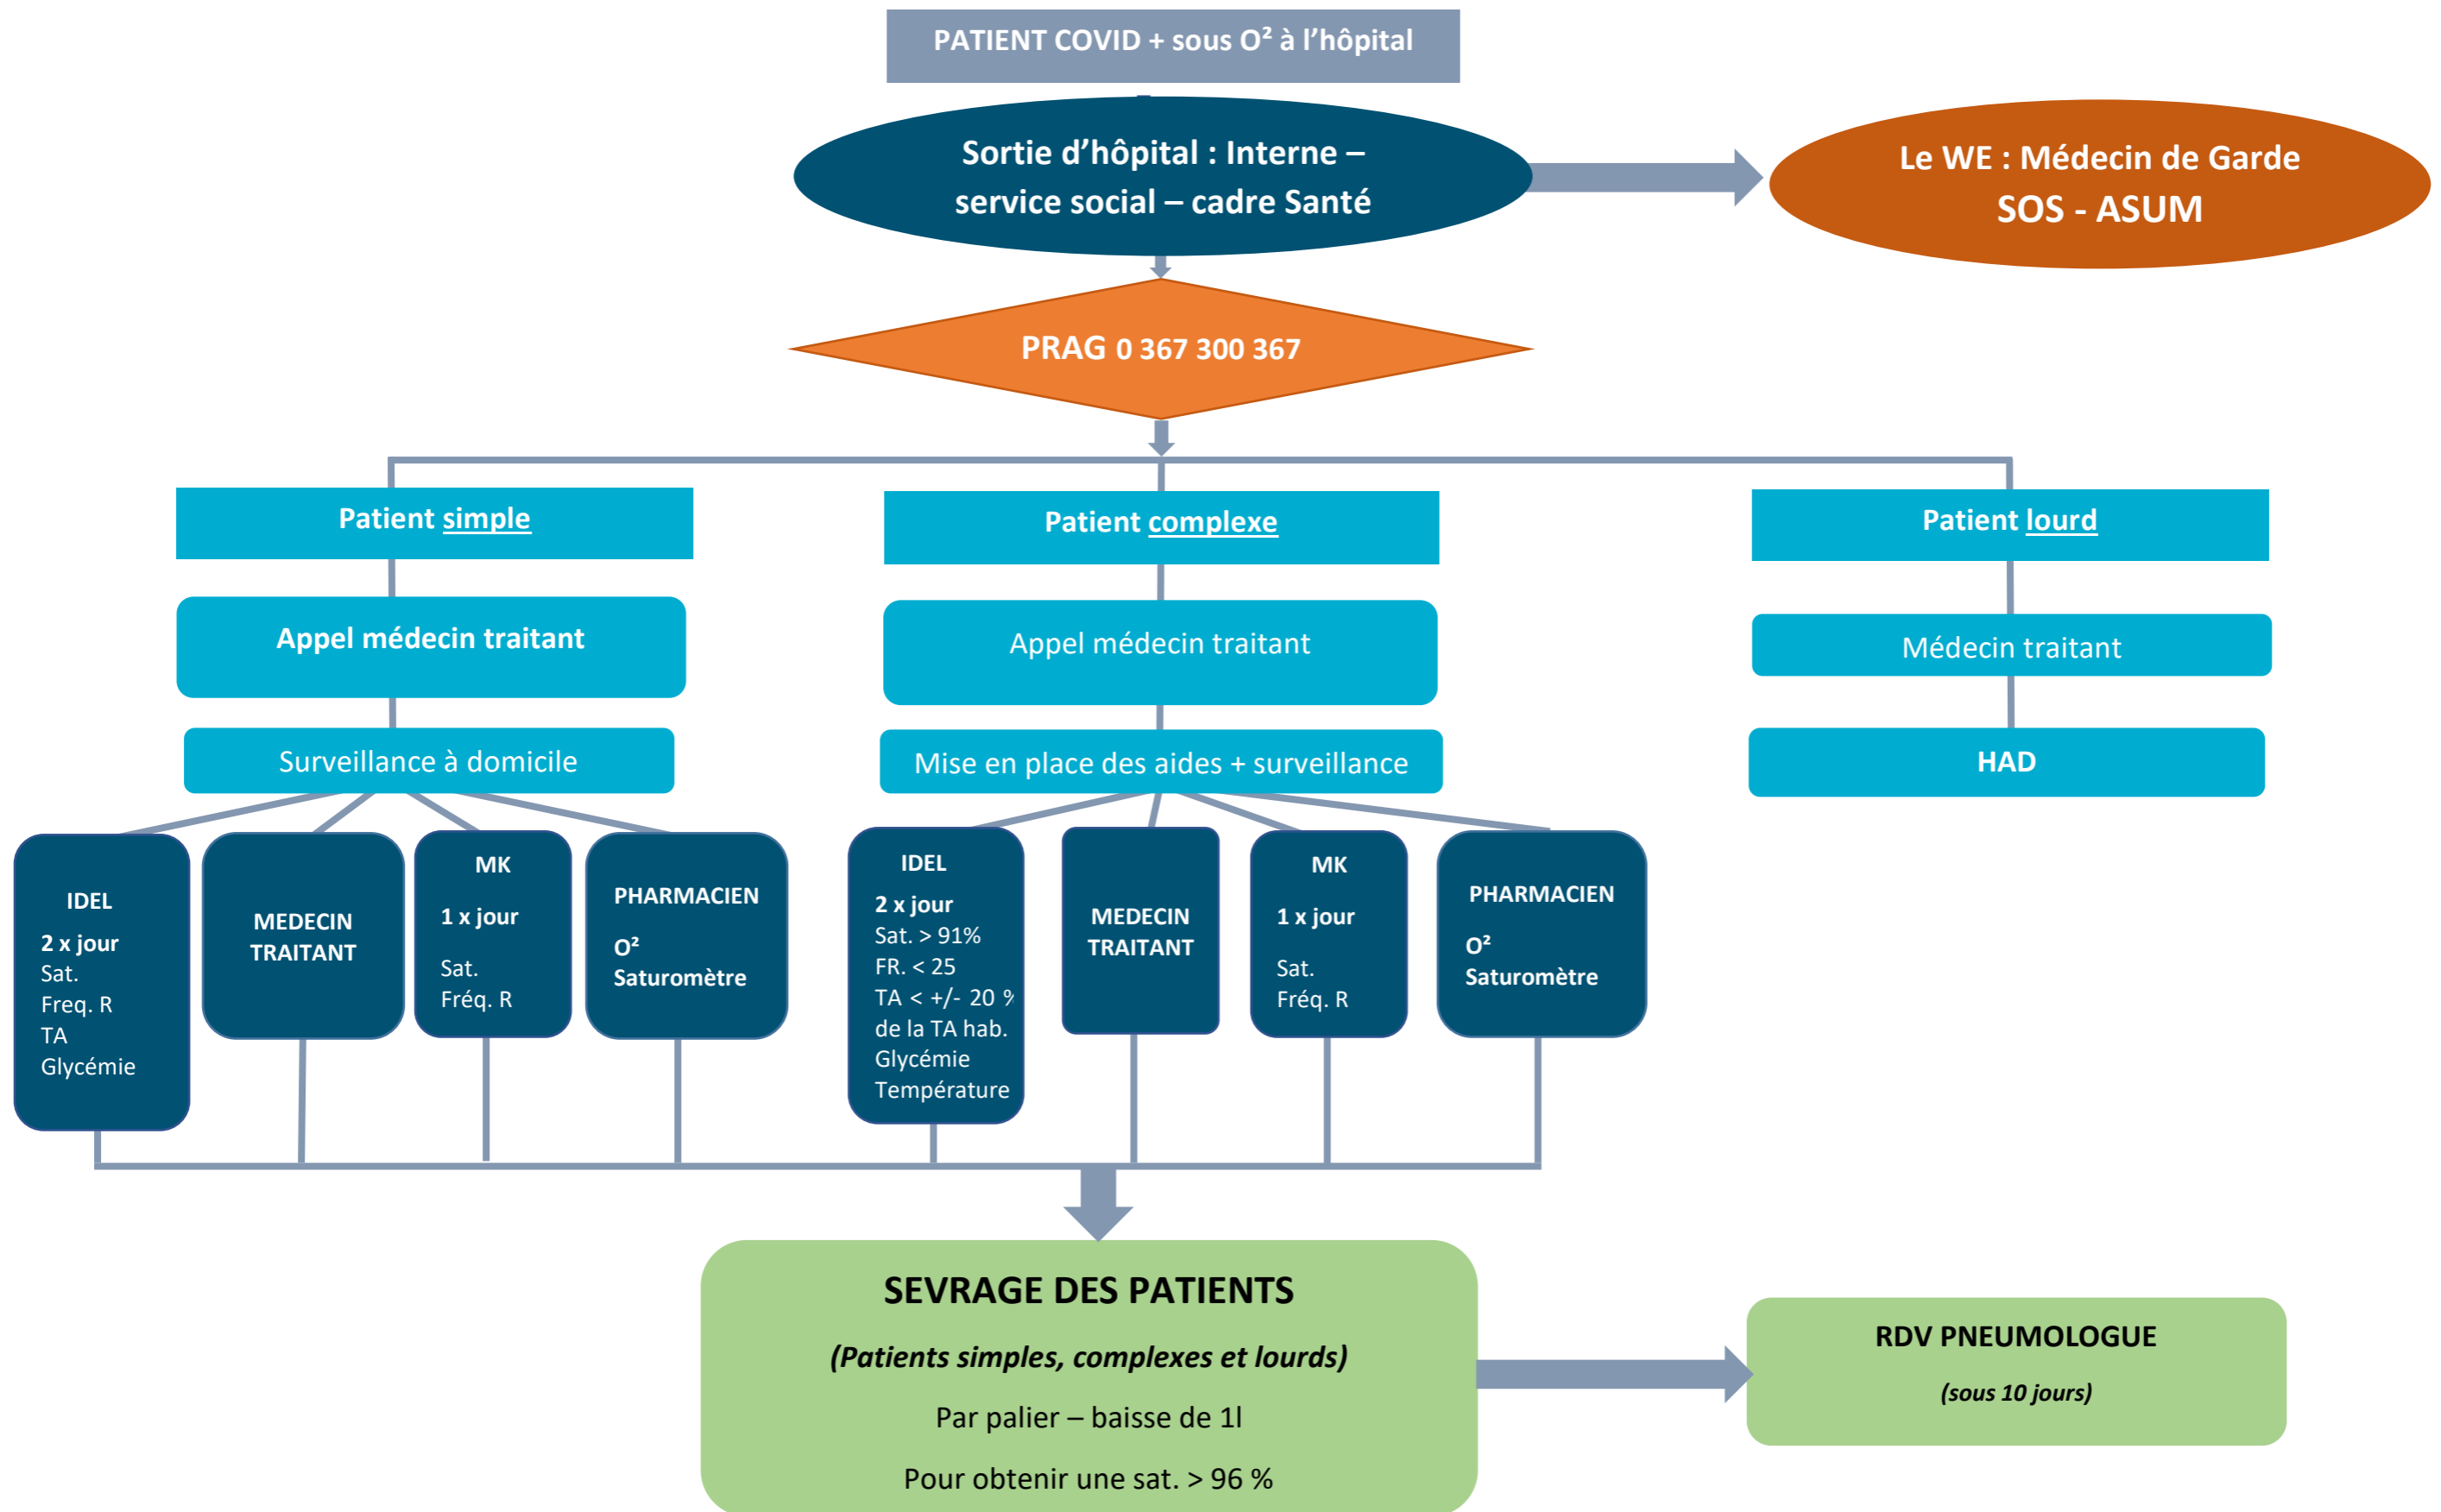 PATIENT COVID + sous O² à l'hôpital
Sortie d'hôpital : Interne –
service social – cadre Santé
Le WE : Médecin de Garde
SOS - ASUM
PRAG 0 367 300 367
Patient simple
Patient complexe
Patient lourd
Appel médecin traitant
Appel médecin traitant
Médecin traitant
Surveillance à domicile
Mise en place des aides + surveillance
HAD
IDEL
2 x jour
Sat.
Freq. R
TA
Glycémie
MEDECIN
TRAITANT
MK
1 x jour
Sat.
Fréq. R
PHARMACIEN
O²
Saturomètre
IDEL
2 x jour
Sat. > 91%
FR. < 25
TA < +/- 20 %
de la TA hab.
Glycémie
Température
MEDECIN
TRAITANT
MK
1 x jour
Sat.
Fréq. R
PHARMACIEN
O²
Saturomètre
SEVRAGE DES PATIENTS
(Patients simples, complexes et lourds)
Par palier – baisse de 1l
Pour obtenir une sat. > 96 %
RDV PNEUMOLOGUE
(sous 10 jours)